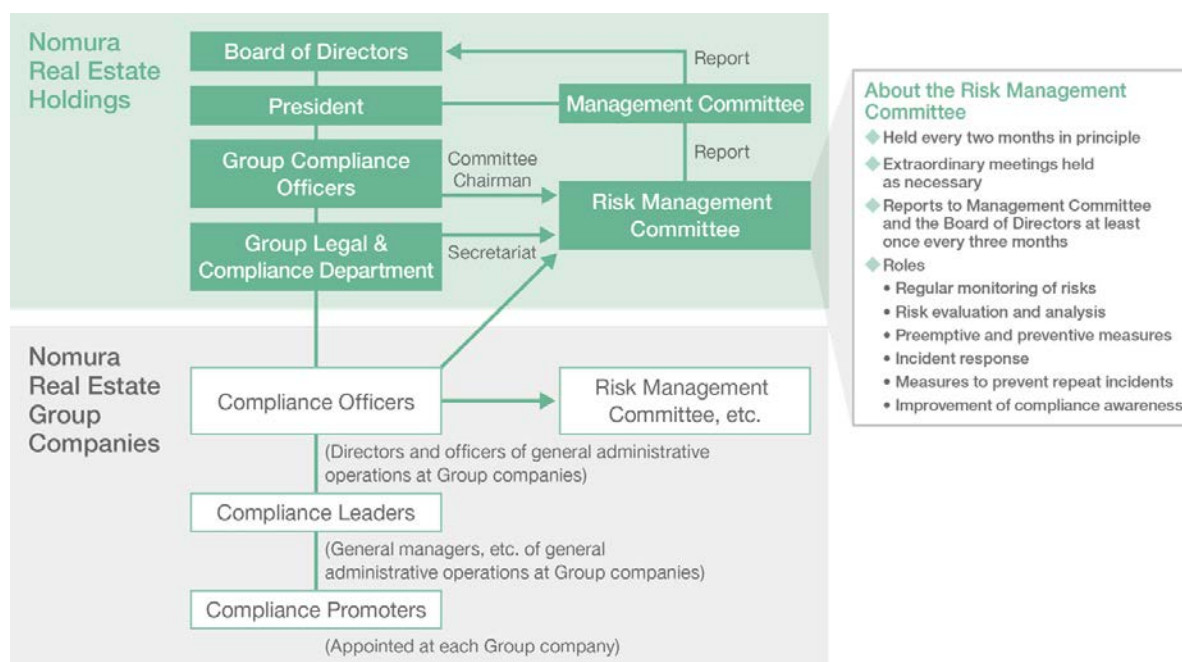 Nomura
Real Estate
Holdings
Board of Directors
Report
President
Management Committee
Group Compliance
Officers
Committee
Chairman
Report
Risk Management
Committee
Group Legal &
Compliance Department
Secretariat
About the Risk Management
Committee
Held every two months in principle
Extraordinary meetings held
as necessary
Reports to Management Committee
and the Board of Directors at least
once every three months
Roles
• Regular monitoring of risks
• Risk evaluation and analysis
• Preemptive and preventive measures
• Incident response
• Measures to prevent repeat incidents
• Improvement of compliance awareness
Nomura
Real Estate
Group
Companies
Compliance Officers
Risk Management
Committee, etc.
(Directors and officers of general administrative
operations at Group companies)
Compliance Leaders
(General managers, etc. of general
administrative operations at Group companies)
Compliance Promoters
(Appointed at each Group company)